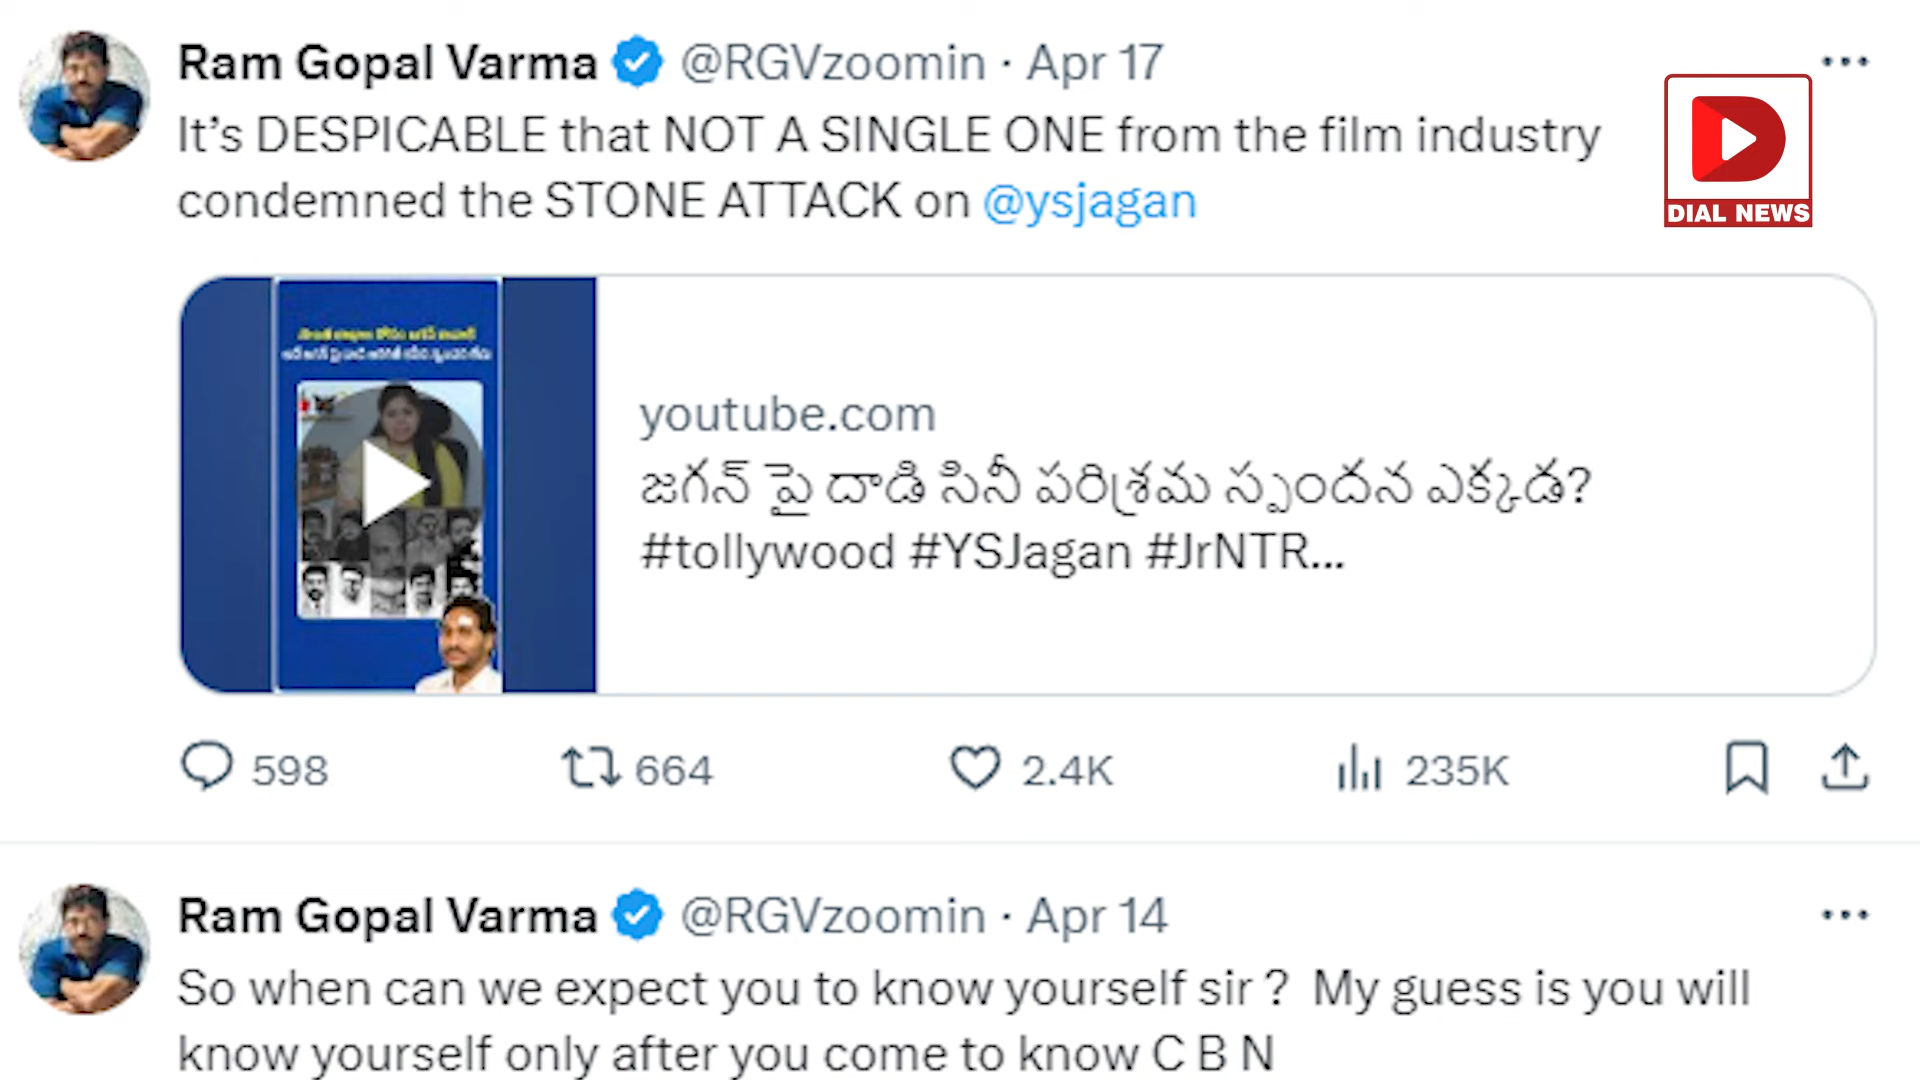 Ram Gopal Varma @RGVzoomin · Apr 17
It’s DESPICABLE that NOT A SINGLE ONE from the film industry
condemned the STONE ATTACK on @ysjagan
DIAL NEWS
youtube.com
జగన్ పై దాడి సినీ పరిశ్రమ స్పందన ఎక్కడ?
#tollywood #YSJagan #JrNTR...
598 664 2.4K 235K
Ram Gopal Varma @RGVzoomin · Apr 14
So when can we expect you to know yourself sir ? My guess is you will
know yourself only after you come to know C B N